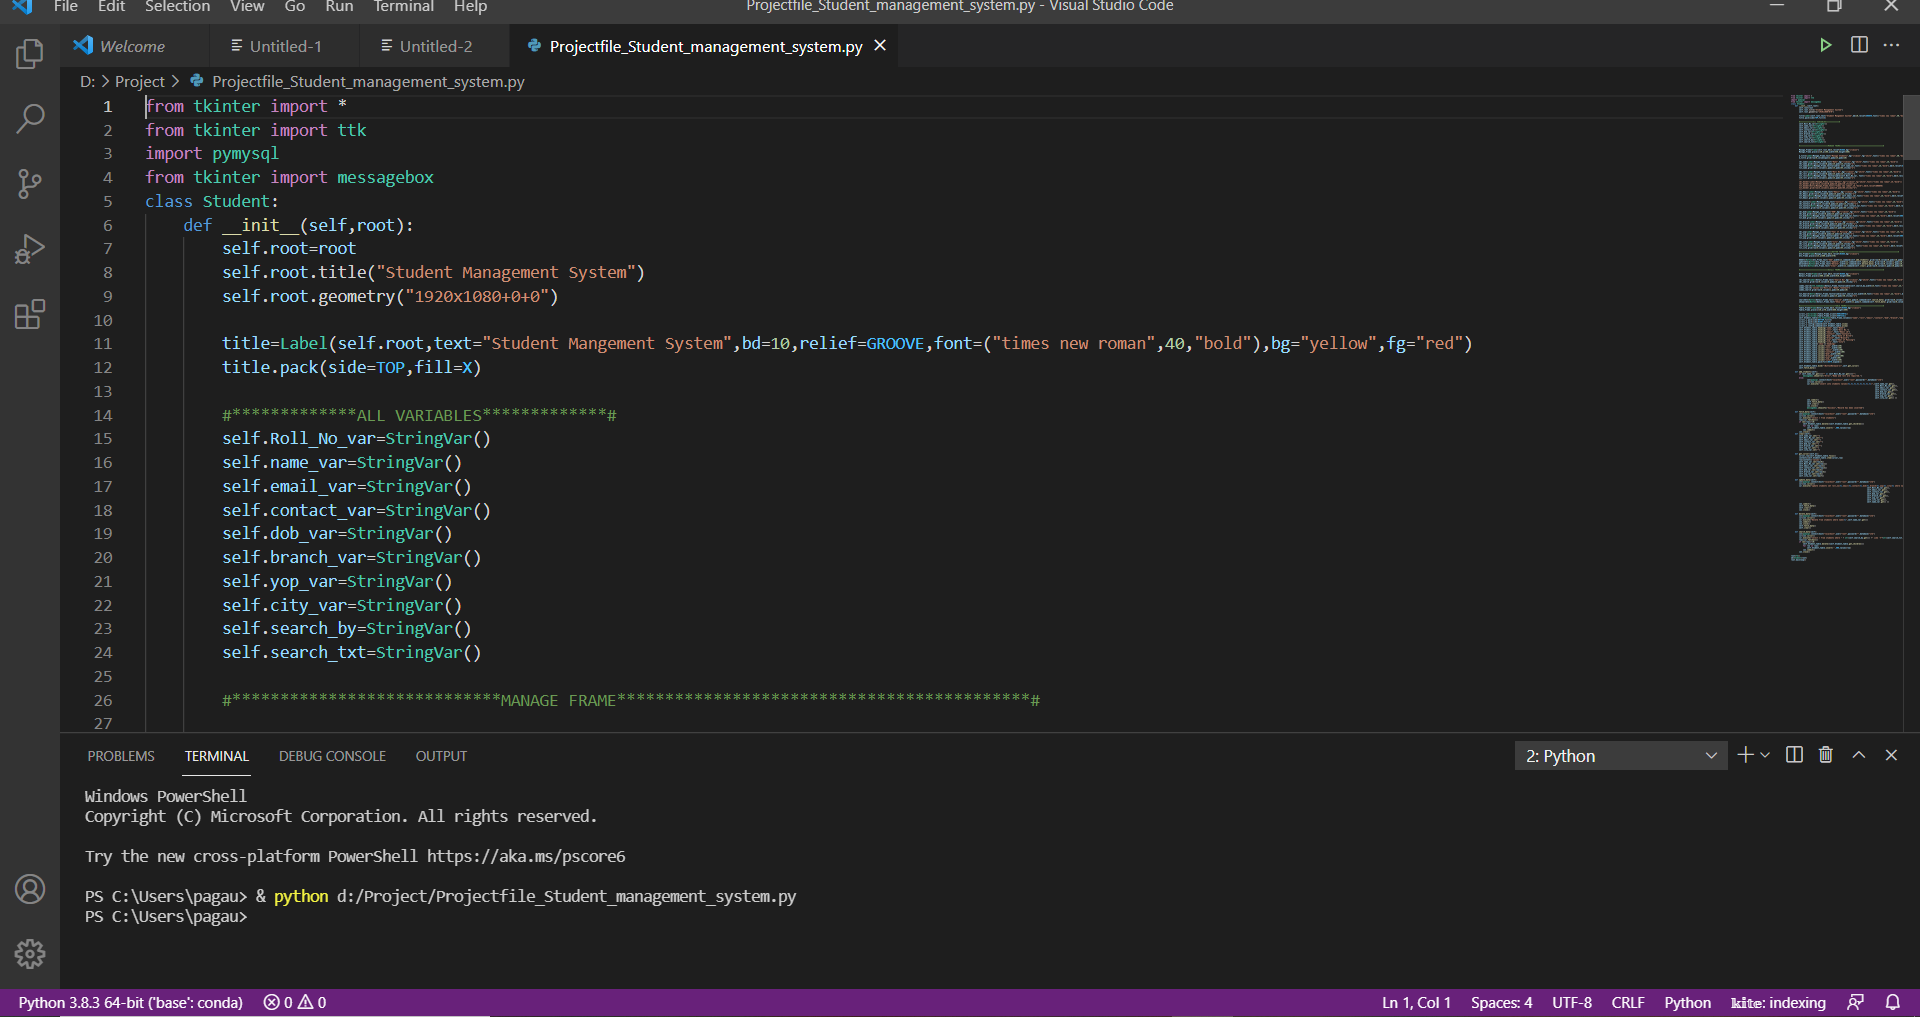 File Edit Selection View Go Run Terminal Help Projectfile_Student_management_system.py - Visual Studio Code
Welcome Untitled-1 Untitled-2 Projectfile_Student_management_system.py
D: > Project > Projectfile_Student_management_system.py
1 from tkinter import *
2 from tkinter import ttk
3 import pymysql
4 from tkinter import messagebox
5 class Student:
6 def __init__(self,root):
7 self.root=root
8 self.root.title("Student Management System")
9 self.root.geometry("1920x1080+0+0")
10
11 title=Label(self.root,text="Student Mangement System",bd=10,relief=GROOVE,font=("times new roman",40,"bold"),bg="yellow",fg="red")
12 title.pack(side=TOP,fill=X)
13
14 #*************ALL VARIABLES*************#
15 self.Roll_No_var=StringVar()
16 self.name_var=StringVar()
17 self.email_var=StringVar()
18 self.contact_var=StringVar()
19 self.dob_var=StringVar()
20 self.branch_var=StringVar()
21 self.yop_var=StringVar()
22 self.city_var=StringVar()
23 self.search_by=StringVar()
24 self.search_txt=StringVar()
25
26 #****************************MANAGE FRAME*******************************************#
27
PROBLEMS TERMINAL DEBUG CONSOLE OUTPUT 2: Python
Windows PowerShell
Copyright (C) Microsoft Corporation. All rights reserved.
Try the new cross-platform PowerShell https://aka.ms/pscore6
PS C:\Users\pagau> & python d:/Project/Projectfile_Student_management_system.py
PS C:\Users\pagau>
Python 3.8.3 64-bit ('base': conda) 0 0 Ln 1, Col 1 Spaces: 4 UTF-8 CRLF Python kite: indexing